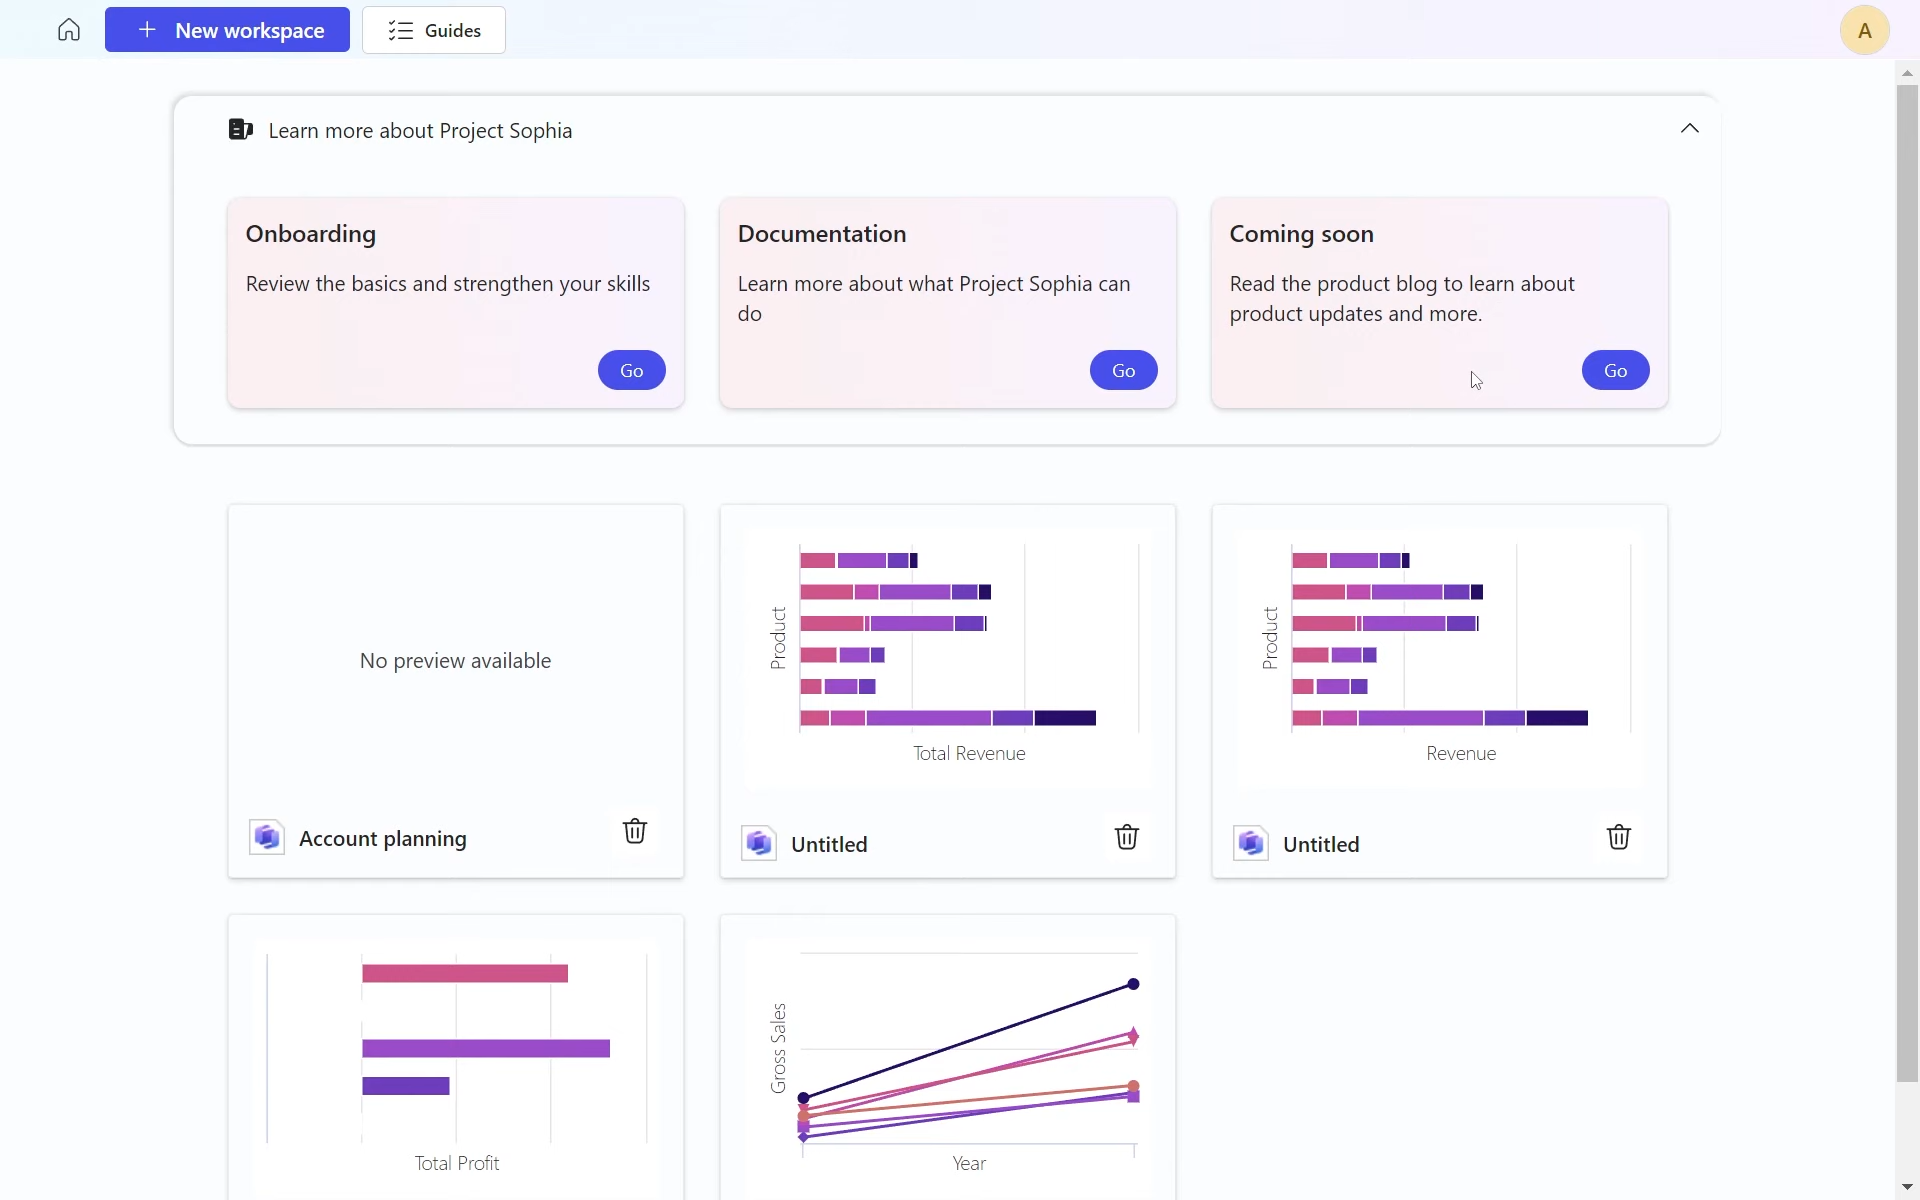 New workspace
Guides
A
Learn more about Project Sophia
Onboarding
Review the basics and strengthen your skills
Go
Documentation
Learn more about what Project Sophia can
do
Go
Coming soon
Read the product blog to learn about
product updates and more.
Go
No preview available
Account planning
Product
Total Revenue
Untitled
Product
Revenue
Untitled
Total Profit
Gross Sales
Year